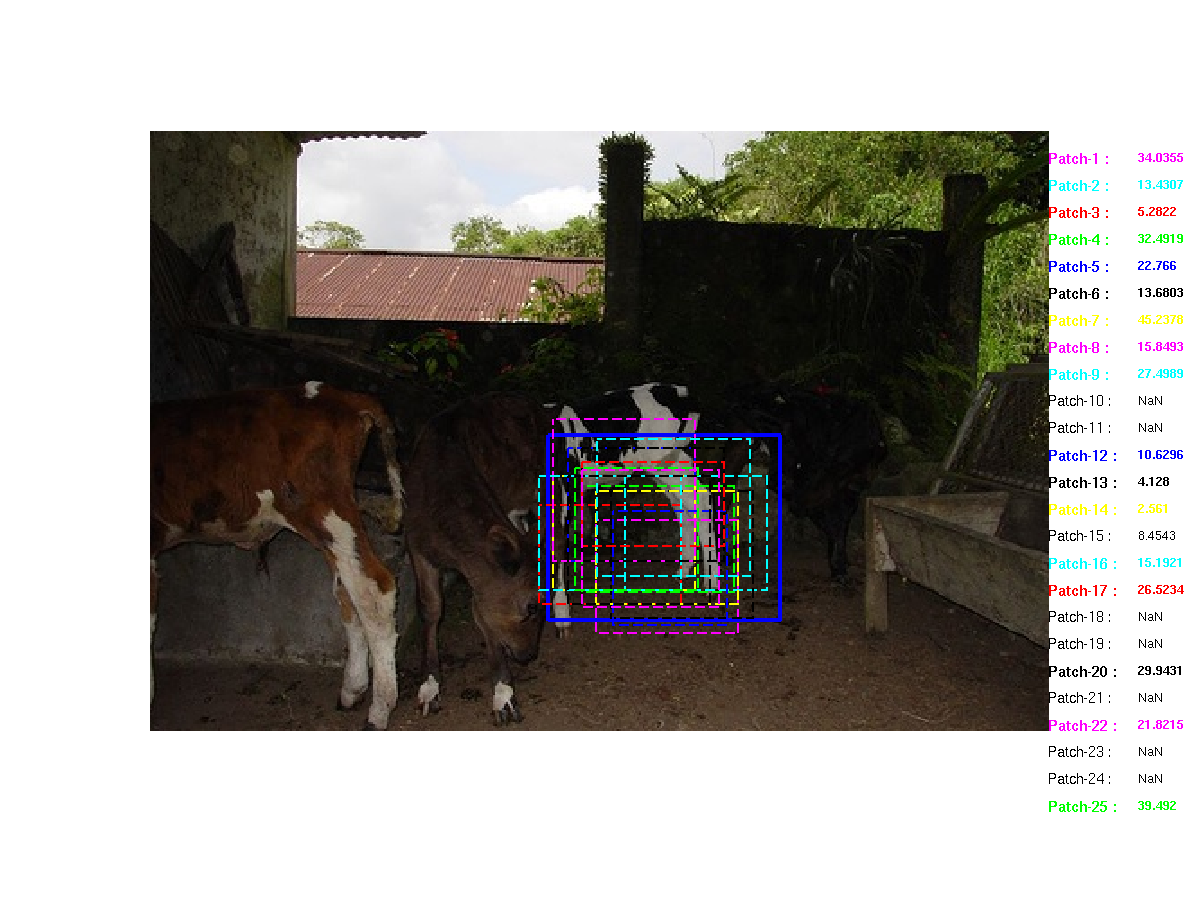 Patch-1 : 34.0355
Patch-2 : 13.4307
Patch-3 : 5.2822
Patch-4 : 32.4919
Patch-5 : 22.766
Patch-6 : 13.6803
Patch-7 : 45.2378
Patch-8 : 15.8493
Patch-9 : 27.4989
Patch-10 : NaN
Patch-11 : NaN
Patch-12 : 10.6296
Patch-13 : 4.128
Patch-14 : 2.561
Patch-15 : 8.4543
Patch-16 : 15.1921
Patch-17 : 26.5234
Patch-18 : NaN
Patch-19 : NaN
Patch-20 : 29.9431
Patch-21 : NaN
Patch-22 : 21.8215
Patch-23 : NaN
Patch-24 : NaN
Patch-25 : 39.492